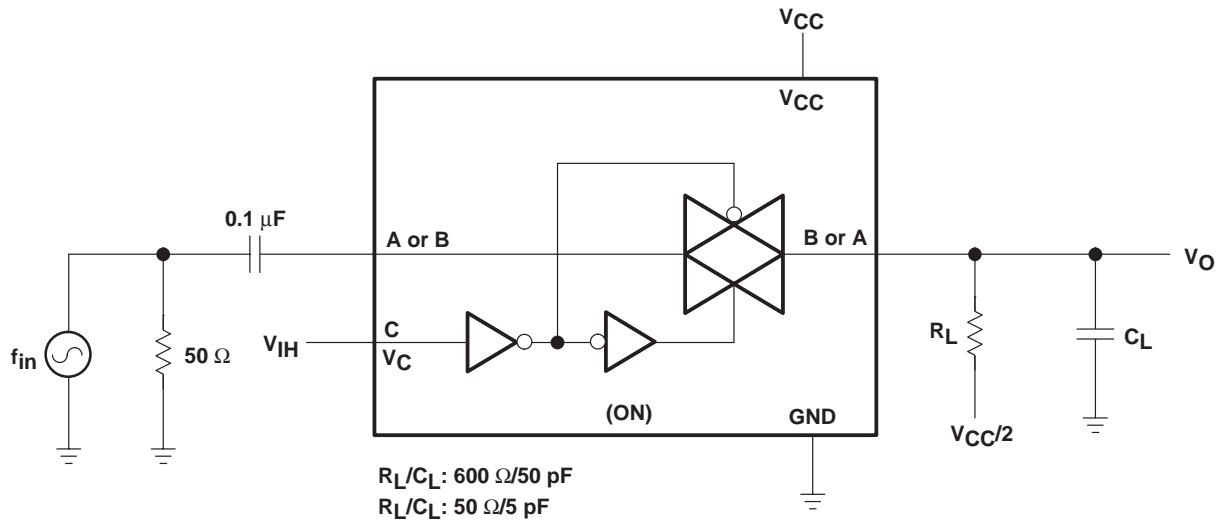 VCC
VCC
0.1 μF
A or B
B or A
VO
fin
50 Ω
VIH
C
VC
RL
CL
(ON)
GND
VCC/2
RL/CL: 600 Ω/50 pF
RL/CL: 50 Ω/5 pF